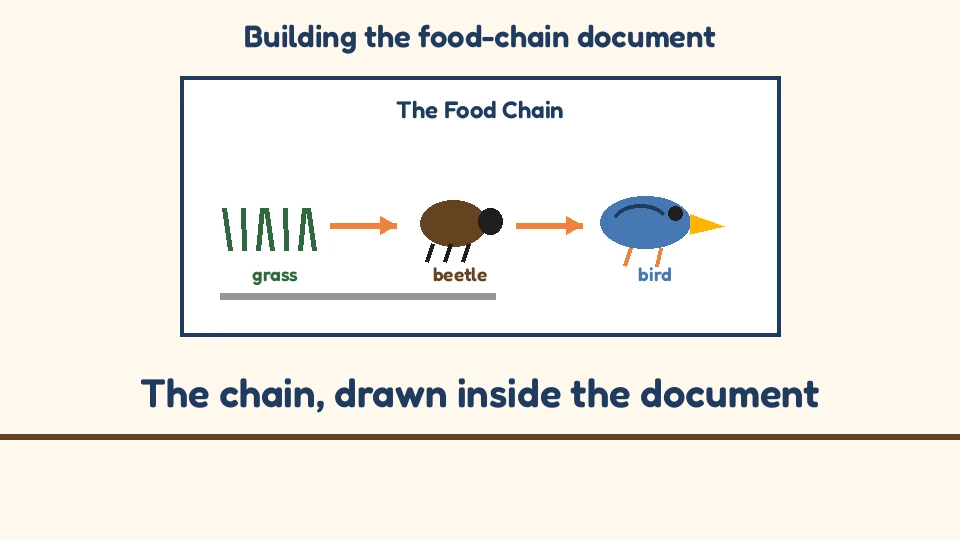 Building the food-chain document
The Food Chain
grass
beetle
bird
The chain, drawn inside the document